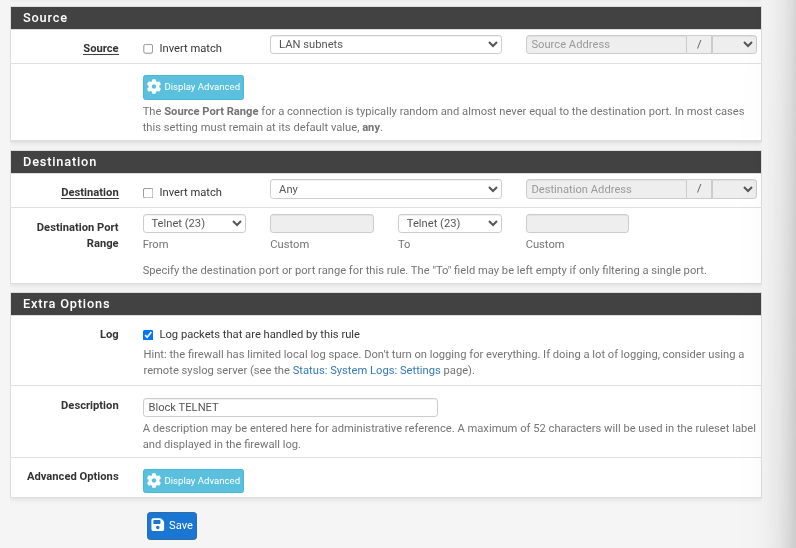 Source
Source Invert match LAN subnets Source Address /
Display Advanced
The Source Port Range for a connection is typically random and almost never equal to the destination port. In most cases
this setting must remain at its default value, any.
Destination
Destination Invert match Any Destination Address /
Destination Port
Range
Telnet (23) Telnet (23)
From Custom To Custom
Specify the destination port or port range for this rule. The "To" field may be left empty if only filtering a single port.
Extra Options
Log Log packets that are handled by this rule
Hint: the firewall has limited local log space. Don't turn on logging for everything. If doing a lot of logging, consider using a
remote syslog server (see the Status: System Logs: Settings page).
Description Block TELNET
A description may be entered here for administrative reference. A maximum of 52 characters will be used in the ruleset label
and displayed in the firewall log.
Advanced Options Display Advanced
Save